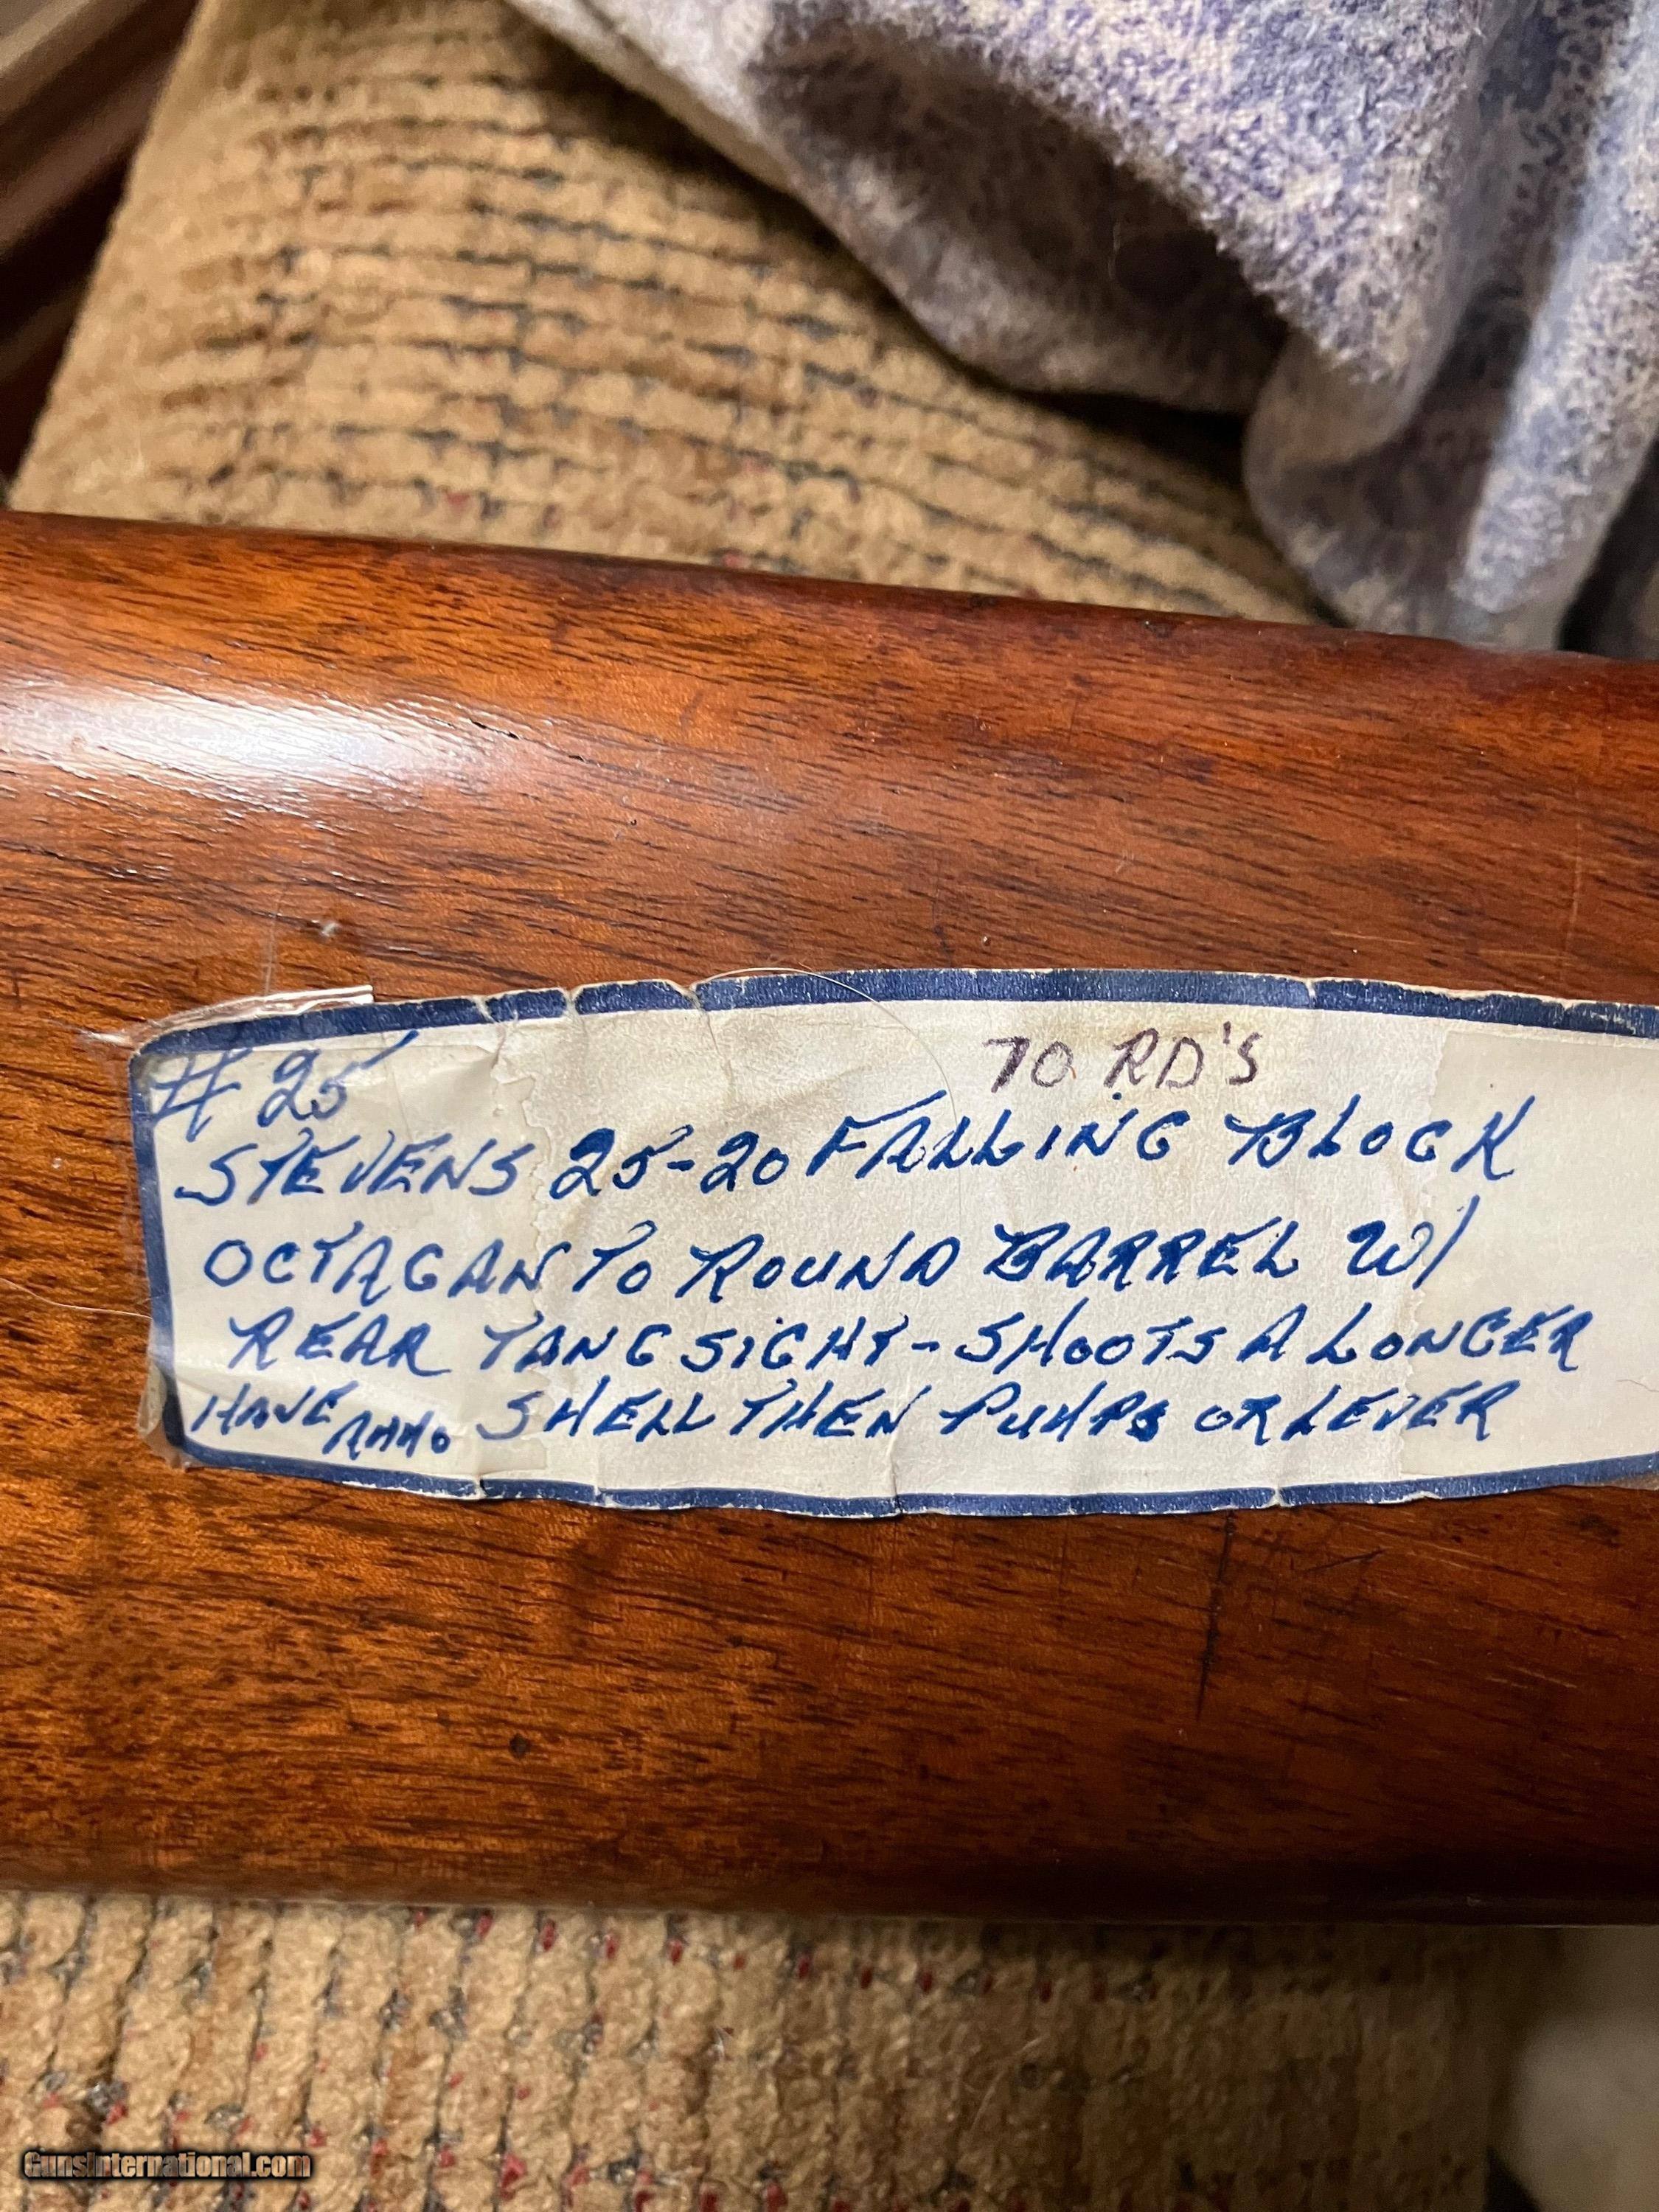 # 25
70 RD'S
STEVENS 25-20 FALLING BLOCK
OCTAGAN TO ROUND BARREL W/
REAR TANG SIGHT - SHOOTS A LONGER
HAVE AMMO SHELL THEN PUMPS OR LEVER
GunsInternational.com